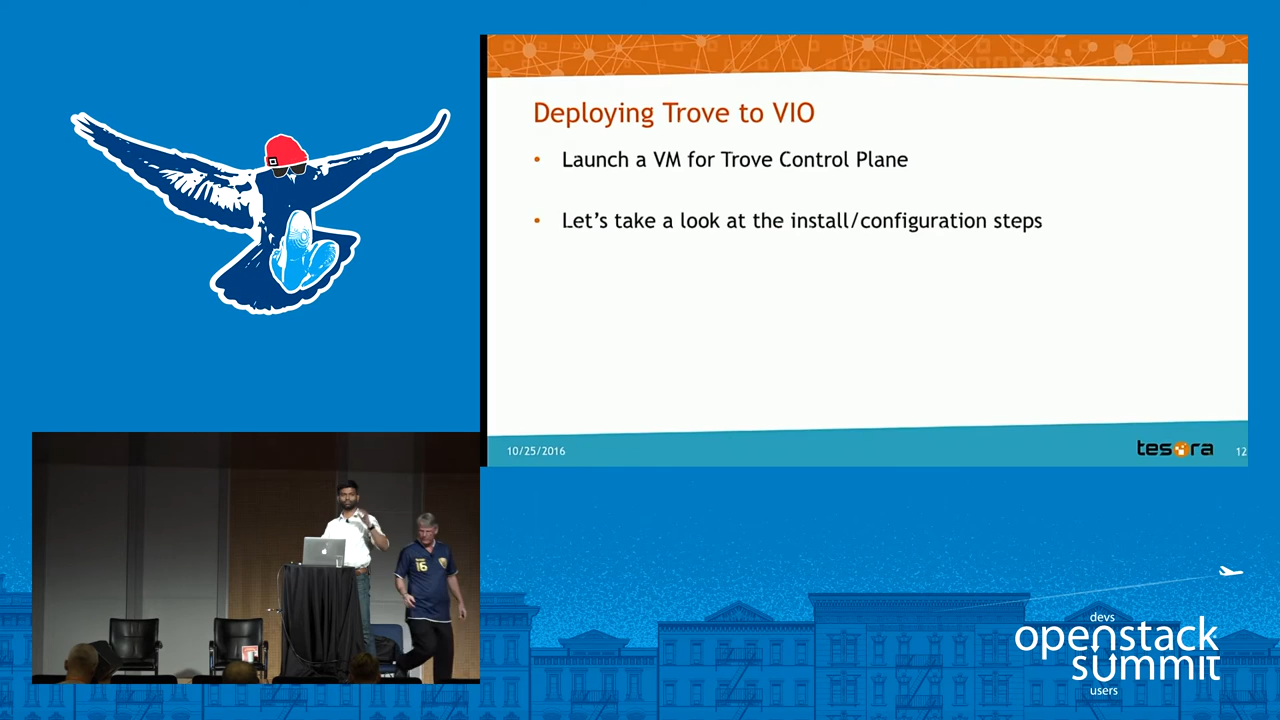 Deploying Trove to VIO
• Launch a VM for Trove Control Plane
• Let's take a look at the install/configuration steps
10/25/2016
tesora
12
16
devs
openstack
summit
users